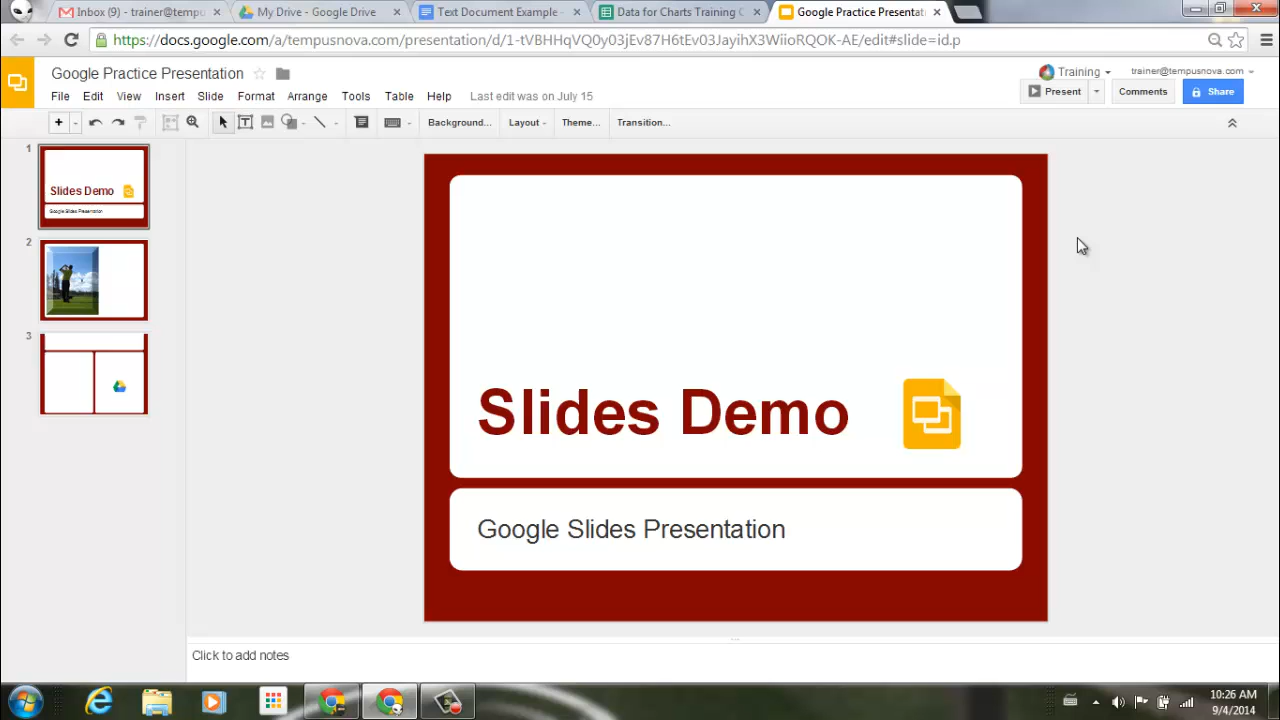 Inbox (9) - trainer@tempu
My Drive - Google Drive
Text Document Example -
Data for Charts Training C
Google Practice Presentat
https://docs.google.com/a/tempusnova.com/presentation/d/1-tVBHHqVQ0y03jEv87H6tEv03JayihX3WiioRQOK-AE/edit#slide=id.p
Google Practice Presentation
Training
trainer@tempusnova.com
File Edit View Insert Slide Format Arrange Tools Table Help Last edit was on July 15
Present Comments Share
Background... Layout Theme... Transition...
1
Slides Demo
Google Slides Presentation
2
3
Slides Demo
Google Slides Presentation
Click to add notes
10:26 AM
9/4/2014